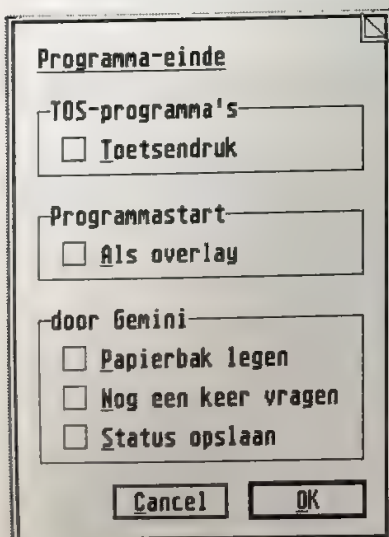 Programma-einde
TOS-programma's
Toetsendruk
Programmastart
Als overlay
door Gemini
Papierbak legen
Nog een keer vragen
Status opslaan
Cancel
OK